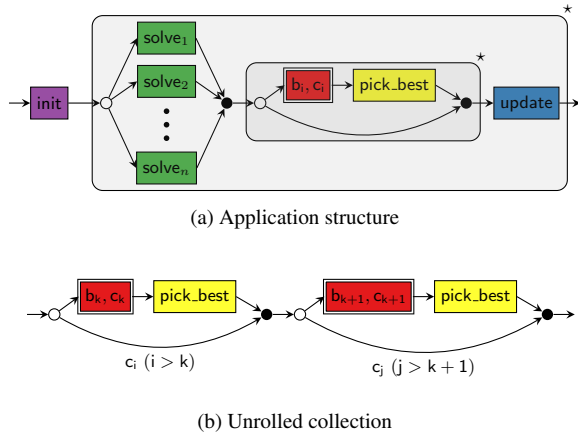 ⋆
solve₁
⋆
init
solve₂
bᵢ, cᵢ
pick_best
update
solveₙ
(a) Application structure
bₖ, cₖ
pick_best
bₖ₊₁, cₖ₊₁
pick_best
cᵢ (i > k)
cⱼ (j > k + 1)
(b) Unrolled collection